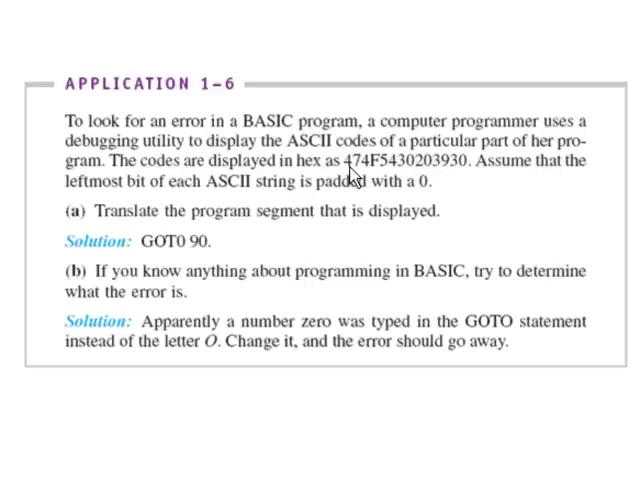 APPLICATION 1–6
To look for an error in a BASIC program, a computer programmer uses a
debugging utility to display the ASCII codes of a particular part of her pro-
gram. The codes are displayed in hex as 474F5430203930. Assume that the
leftmost bit of each ASCII string is padded with a 0.
(a) Translate the program segment that is displayed.
Solution: GOT0 90.
(b) If you know anything about programming in BASIC, try to determine
what the error is.
Solution: Apparently a number zero was typed in the GOTO statement
instead of the letter O. Change it, and the error should go away.